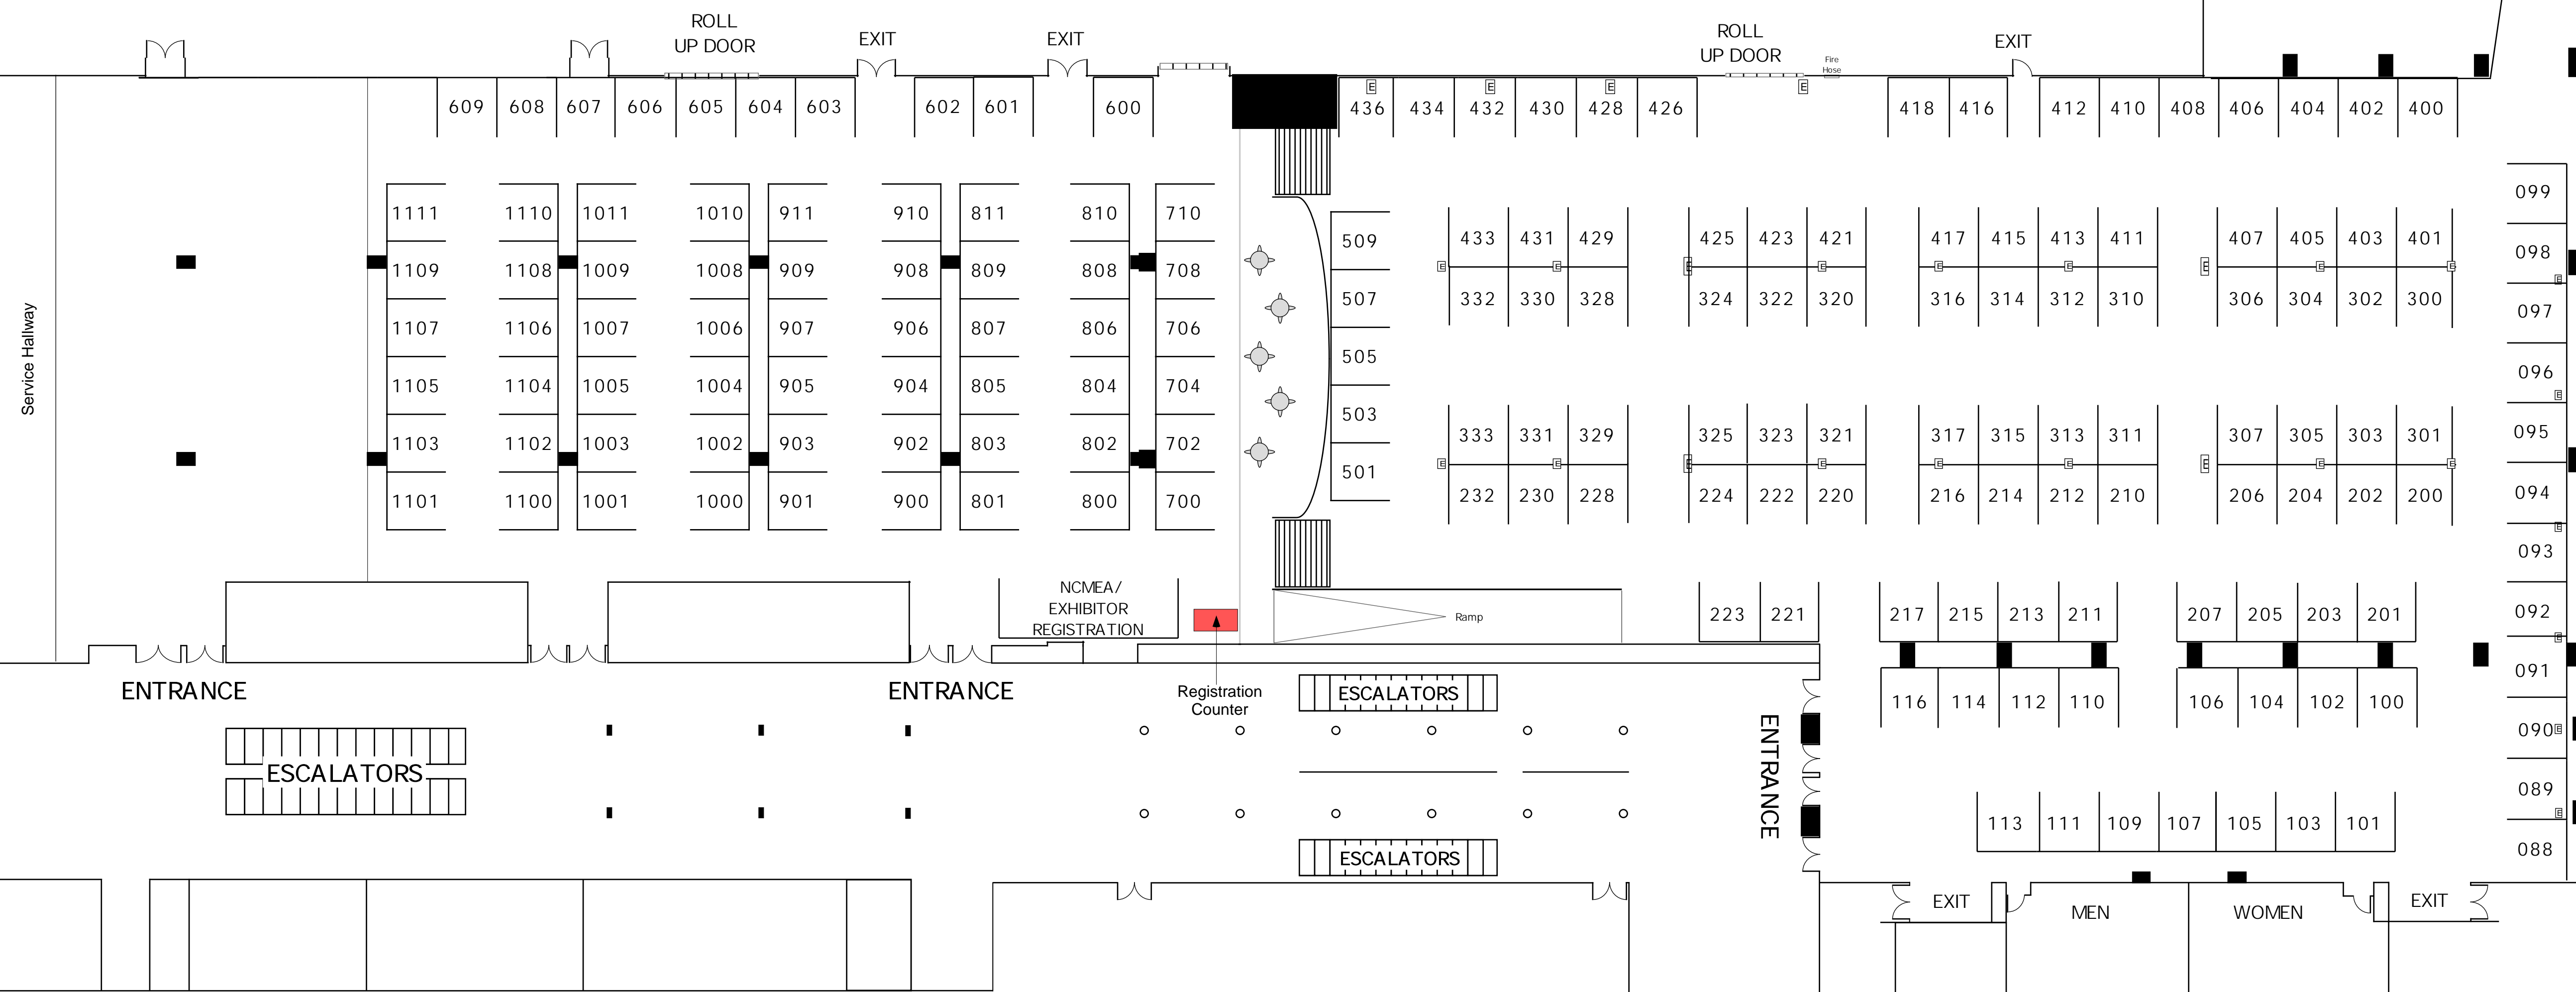 ROLL
UP DOOR
EXIT
EXIT
ROLL
UP DOOR
Fire
Hose
EXIT
609 608 607 606 605 604 603 602 601 600 436 434 432 430 428 426 418 416 412 410 408 406 404 402 400
E E E E
099
1111 1110 1011 1010 911 910 811 810 710
509 433 431 429 425 423 421 417 415 413 411 407 405 403 401
098
1109 1108 1009 1008 909 908 809 808 708
E E E E E E E E E E
507 332 330 328 324 322 320 316 314 312 310 306 304 302 300
097
1107 1106 1007 1006 907 906 807 806 706
Service Hallway
505
096
E
1105 1104 1005 1004 905 904 805 804 704
503 333 331 329 325 323 321 317 315 313 311 307 305 303 301
095
1103 1102 1003 1002 903 902 803 802 702
E E E E E E E E E
501 232 230 228 224 222 220 216 214 212 210 206 204 202 200
094
1101 1100 1001 1000 901 900 801 800 700
E
093
NCMEA/
EXHIBITOR
REGISTRATION
Ramp
223 221 217 215 213 211 207 205 203 201
092
E
091
ENTRANCE
ENTRANCE
Registration
Counter
ESCALATORS
116 114 112 110 106 104 102 100
090
E
ESCALATORS
ENTRANCE
089
E
113 111 109 107 105 103 101
088
ESCALATORS
EXIT
MEN
WOMEN
EXIT